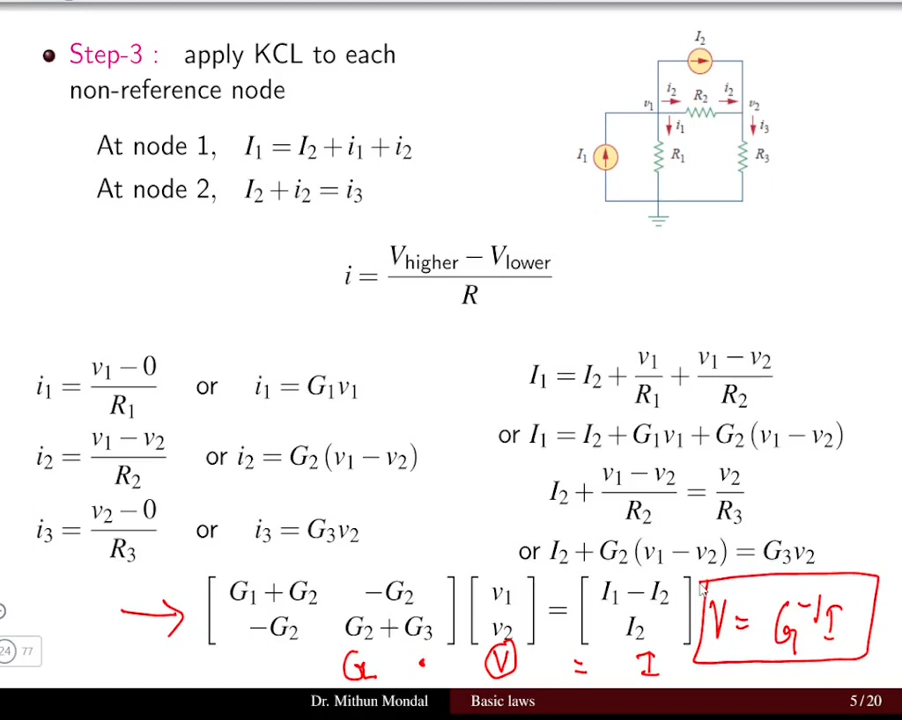 Step-3 : apply KCL to each
non-reference node
At node 1, I₁ = I₂ + i₁ + i₂
At node 2, I₂ + i₂ = i₃
I₂
i₂ R₂ i₂
v₁ v₂
i₁ i₃
I₁ R₁ R₃
i = (V_higher − V_lower) / R
i₁ = (v₁ − 0) / R₁ or i₁ = G₁v₁
i₂ = (v₁ − v₂) / R₂ or i₂ = G₂(v₁ − v₂)
i₃ = (v₂ − 0) / R₃ or i₃ = G₃v₂
I₁ = I₂ + v₁/R₁ + (v₁ − v₂)/R₂
or I₁ = I₂ + G₁v₁ + G₂(v₁ − v₂)
I₂ + (v₁ − v₂)/R₂ = v₂/R₃
or I₂ + G₂(v₁ − v₂) = G₃v₂
[G₁ + G₂ −G₂] [v₁] = [I₁ − I₂]
[−G₂ G₂ + G₃] [v₂] [I₂]
G · V = I
V = G⁻¹I
24 77
Dr. Mithun Mondal Basic laws 5/20